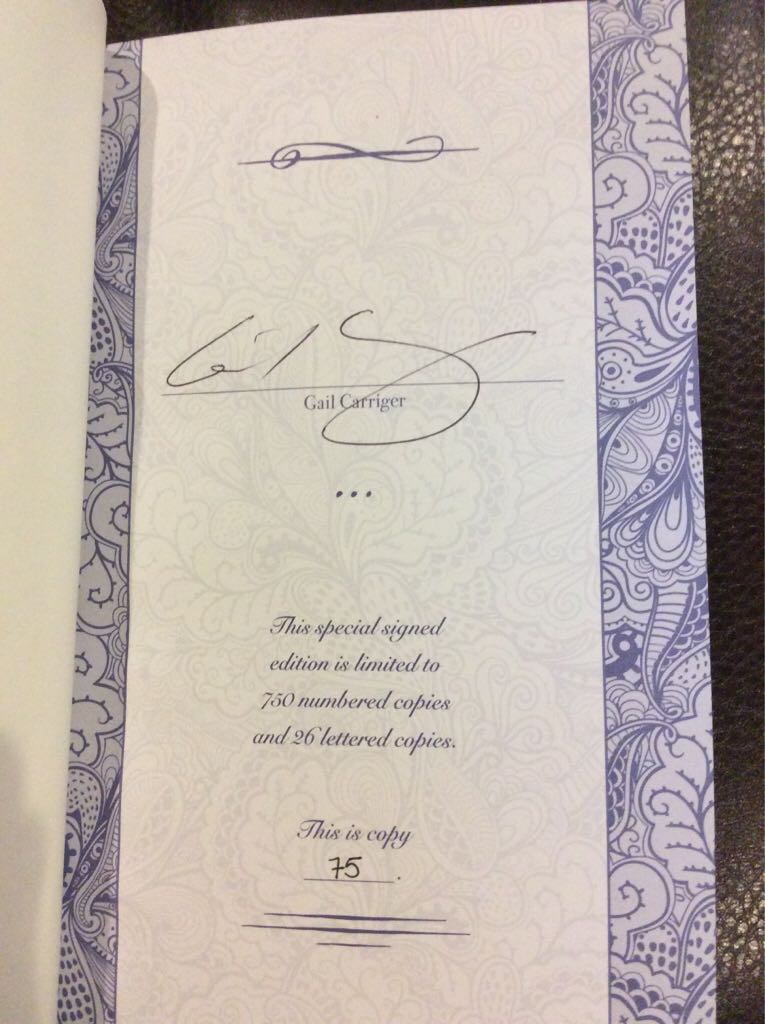 Gail Carriger
...
This special signed
edition is limited to
750 numbered copies
and 26 lettered copies.
This is copy
75.